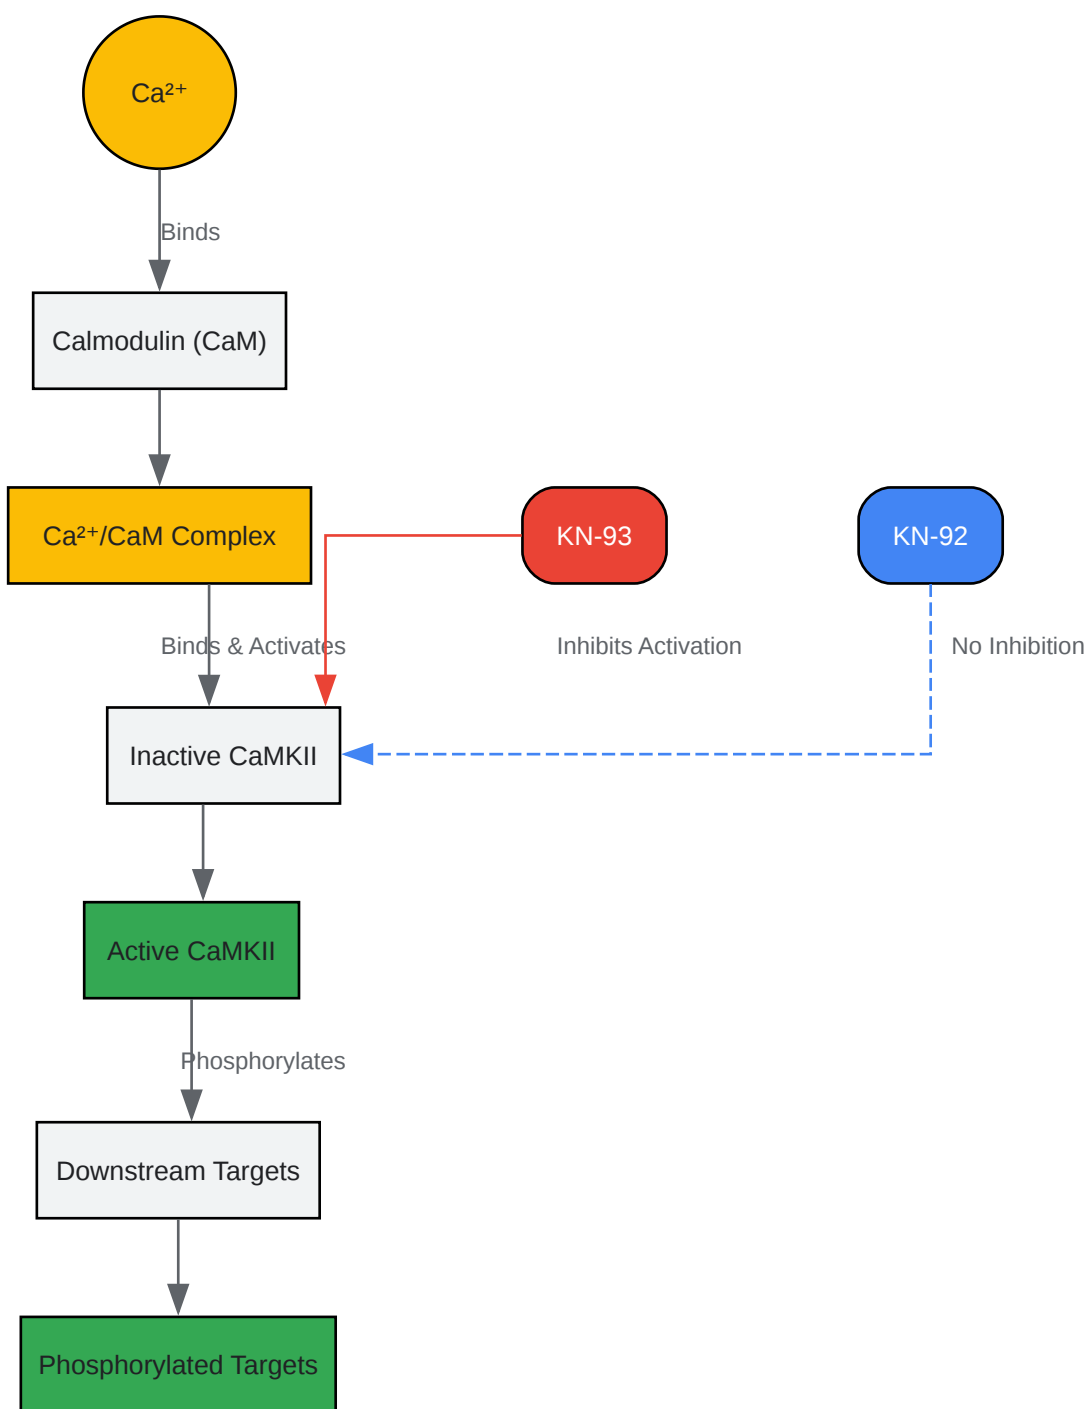 Ca²⁺
Binds
Calmodulin (CaM)
Ca²⁺/CaM Complex
KN-93
KN-92
Binds & Activates
Inhibits Activation
No Inhibition
Inactive CaMKII
Active CaMKII
Phosphorylates
Downstream Targets
Phosphorylated Targets